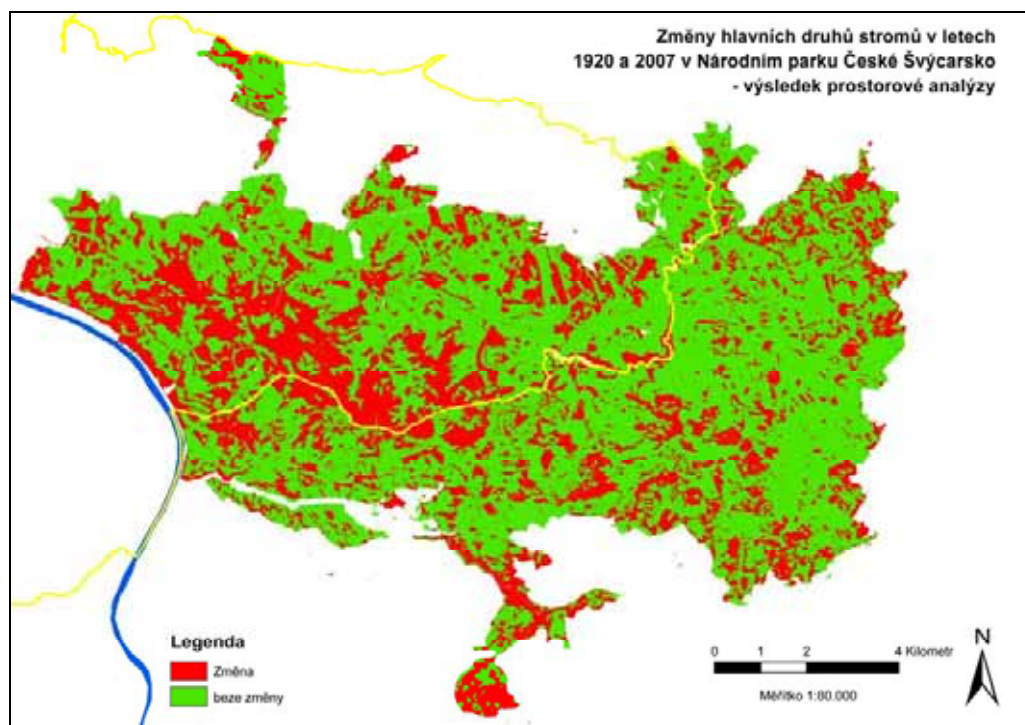 Změny hlavních druhů stromů v letech
1920 a 2007 v Národním parku České Švýcarsko
- výsledek prostorové analýzy
Legenda
Změna
beze změny
0 1 2 4 Kilometr
Měřítko 1:80.000
N